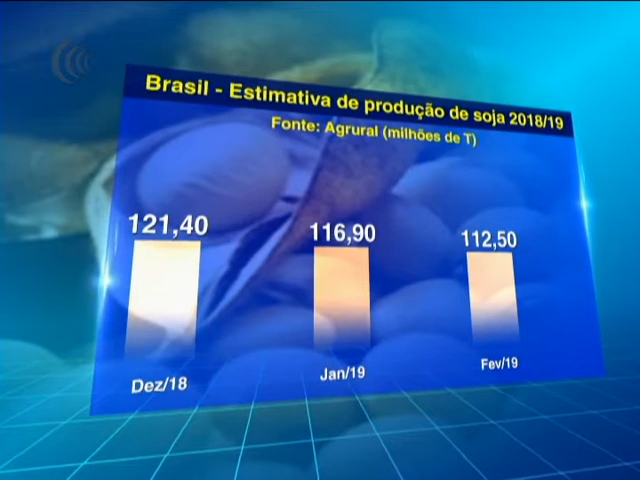 Brasil - Estimativa de produção de soja 2018/19
Fonte: Agrural (milhões de T)
121,40
116,90
112,50
Dez/18
Jan/19
Fev/19